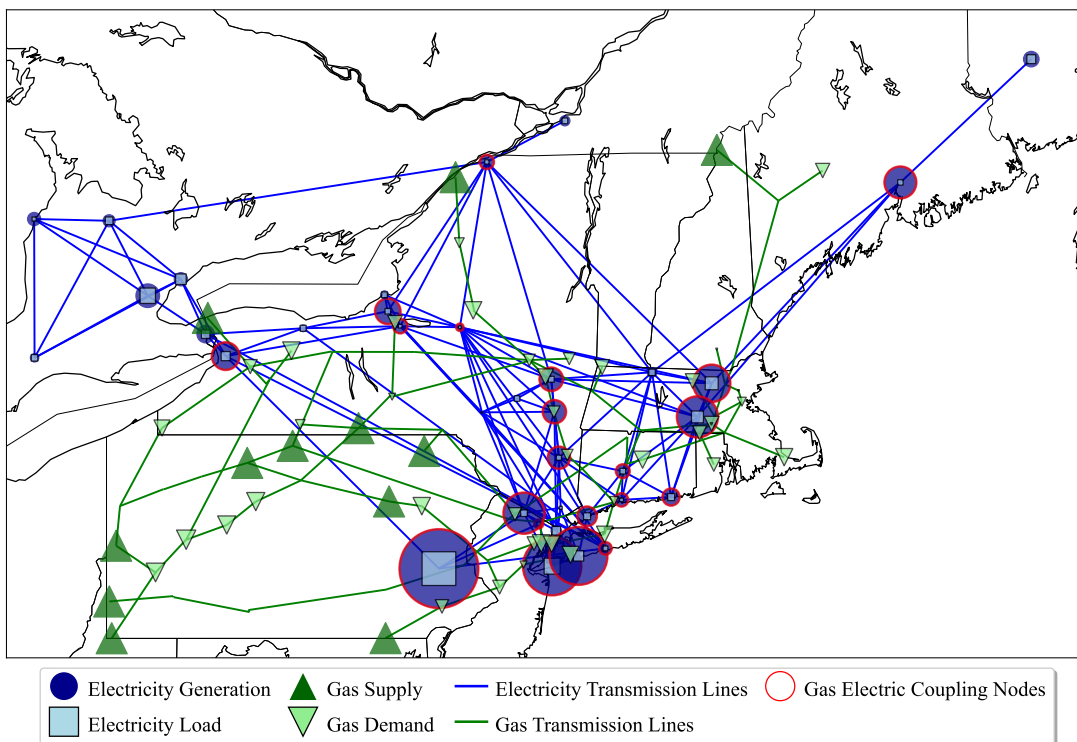 Electricity Generation Gas Supply Electricity Transmission Lines Gas Electric Coupling Nodes
Electricity Load Gas Demand Gas Transmission Lines